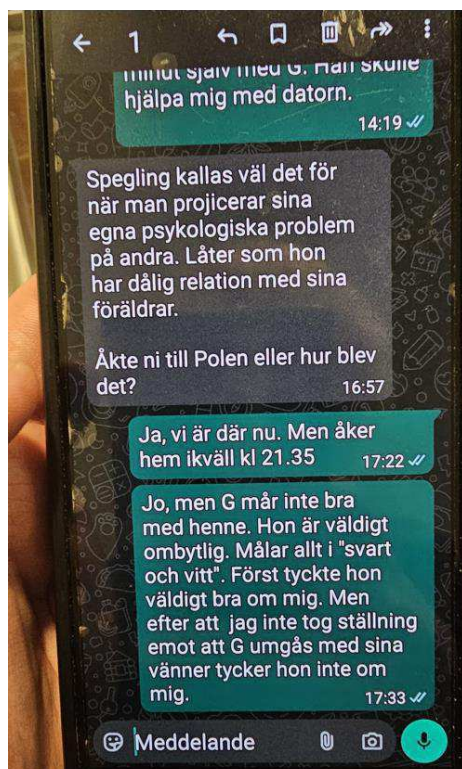 1
minut själv med G. Han skulle
hjälpa mig med datorn.
14:19
Spegling kallas väl det för
när man projicerar sina
egna psykologiska problem
på andra. Låter som hon
har dålig relation med sina
föräldrar.
Åkte ni till Polen eller hur blev
det?
16:57
Ja, vi är där nu. Men åker
hem ikväll kl 21.35
17:22
Jo, men G mår inte bra
med henne. Hon är väldigt
ombytlig. Målar allt i "svart
och vitt". Först tyckte hon
väldigt bra om mig. Men
efter att jag inte tog ställning
emot att G umgås med sina
vänner tycker hon inte om
mig.
17:33
Meddelande